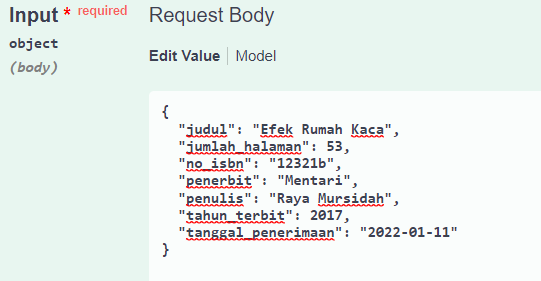 Input * required
Request Body
object
(body)
Edit Value | Model
{
  "judul": "Efek Rumah Kaca",
  "jumlah_halaman": 53,
  "no_isbn": "12321b",
  "penerbit": "Mentari",
  "penulis": "Raya Mursidah",
  "tahun_terbit": 2017,
  "tanggal_penerimaan": "2022-01-11"
}